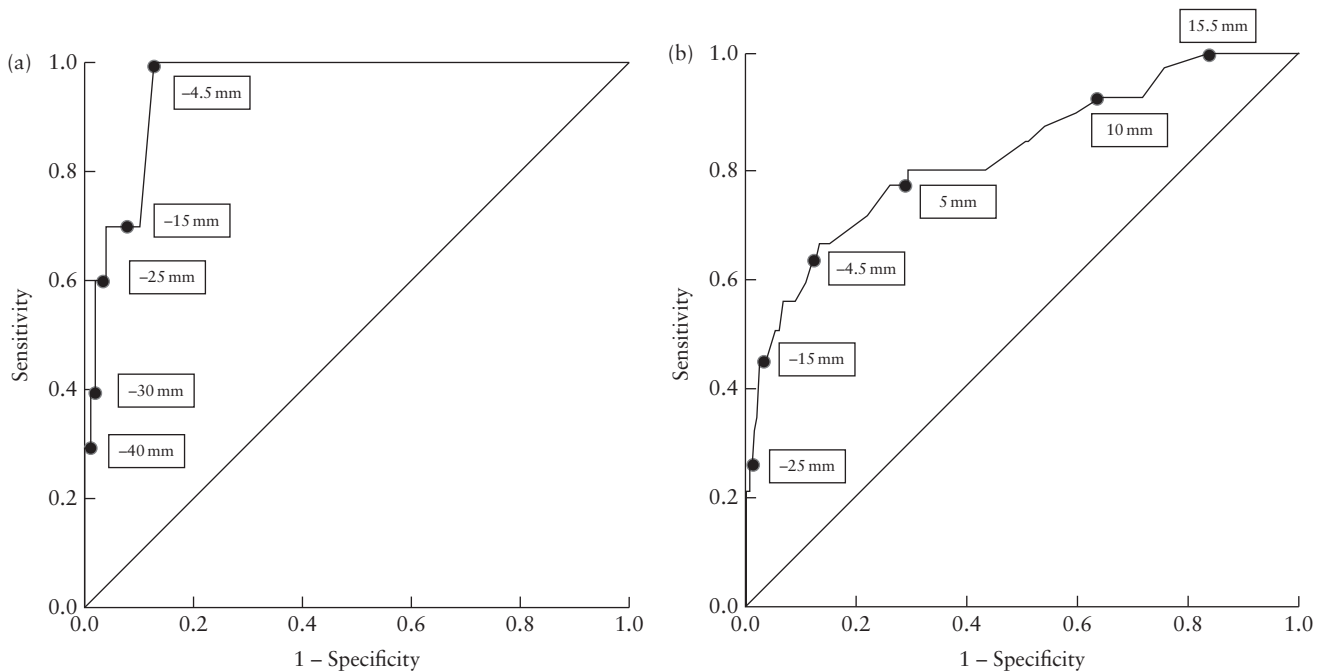 (a)
1.0
0.8
0.6
0.4
0.2
0.0
Sensitivity
–4.5 mm
–15 mm
–25 mm
–30 mm
–40 mm
0.0 0.2 0.4 0.6 0.8 1.0
1 – Specificity
(b)
1.0
0.8
0.6
0.4
0.2
0.0
Sensitivity
15.5 mm
10 mm
5 mm
–4.5 mm
–15 mm
–25 mm
0.0 0.2 0.4 0.6 0.8 1.0
1 – Specificity